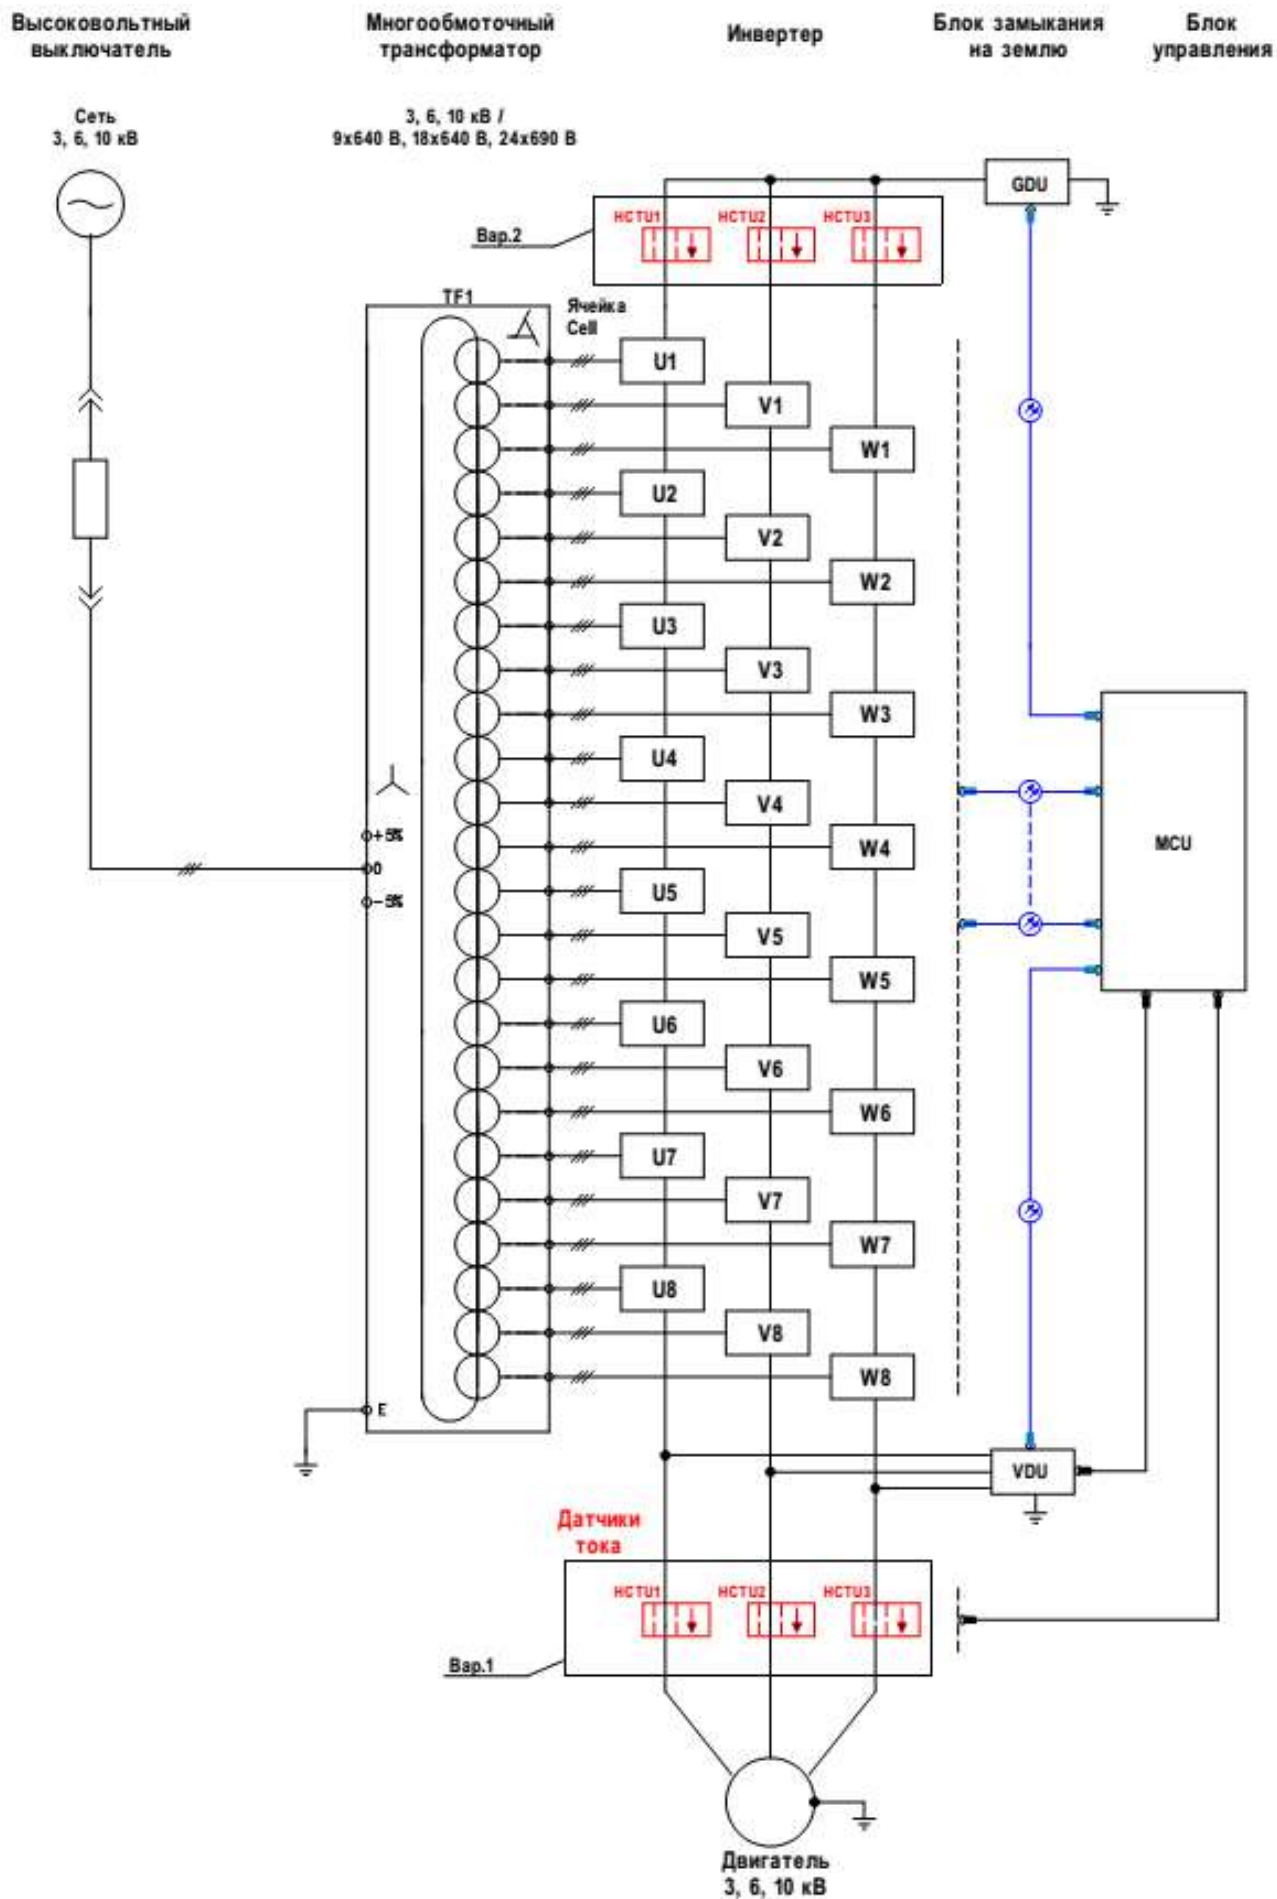 Высоковольтный
выключатель
Многообмоточный
трансформатор
Инвертер
Блок замыкания
на землю
Блок
управления
Сеть
3, 6, 10 кВ
3, 6, 10 кВ /
9x640 В, 18x640 В, 24x690 В
GDU
HCTU1
HCTU2
HCTU3
Вар.2
TF1
Ячейка
Cell
U1
V1
W1
U2
V2
W2
U3
V3
W3
U4
V4
W4
+5%
0
-5%
MCU
U5
V5
W5
U6
V6
W6
U7
V7
W7
U8
V8
W8
E
VDU
Датчики
тока
HCTU1
HCTU2
HCTU3
Вар.1
Двигатель
3, 6, 10 кВ